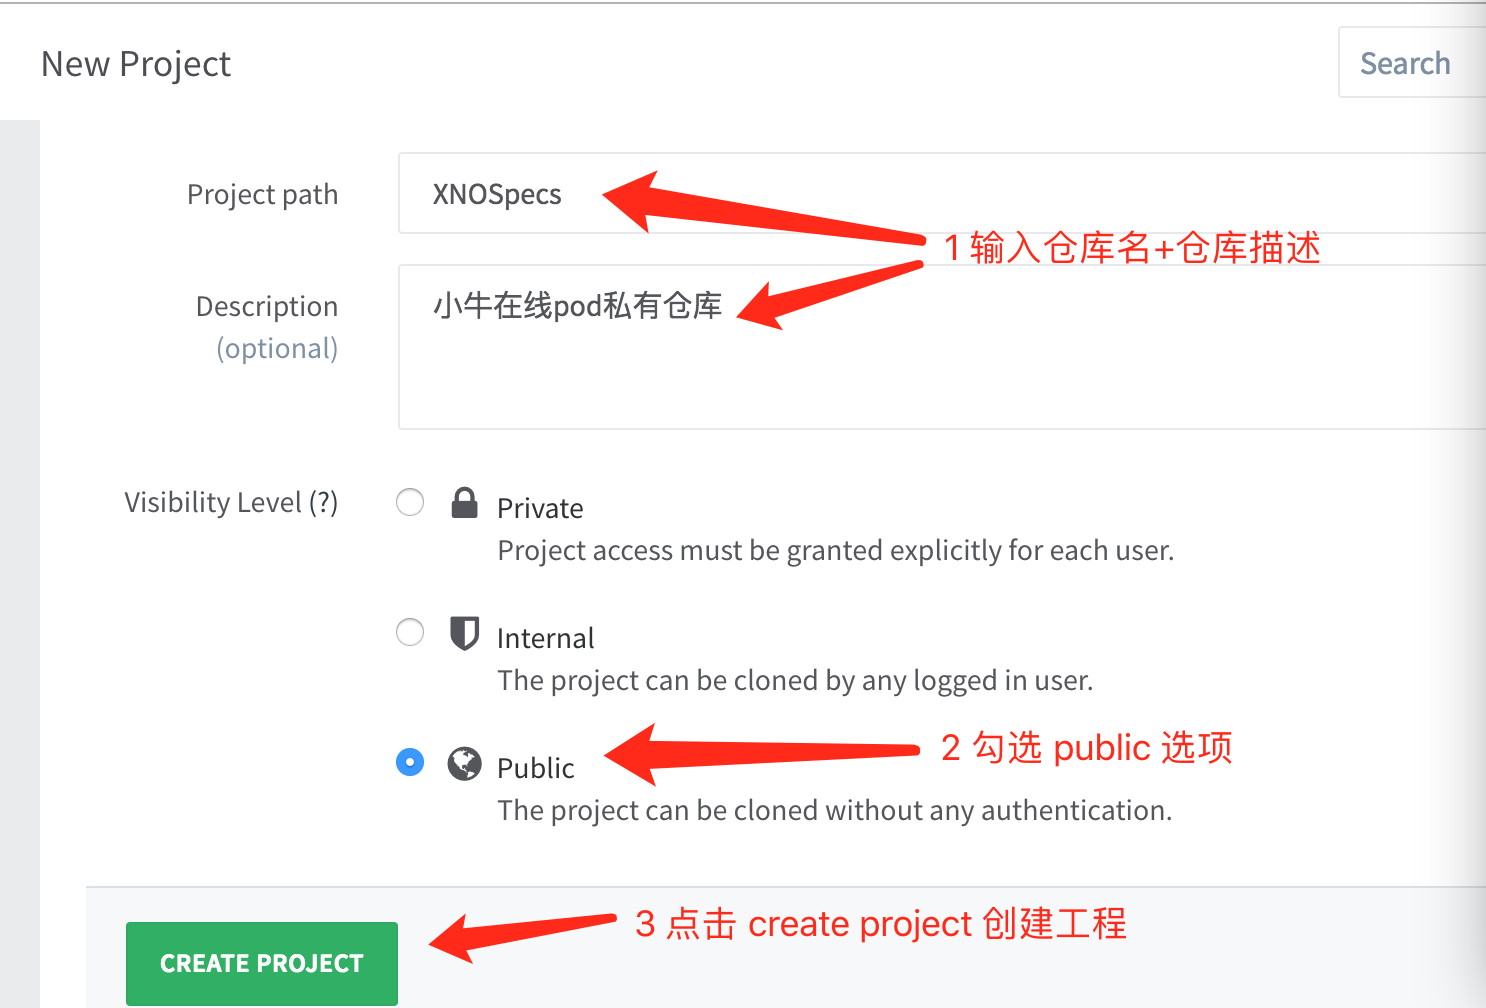 New Project
Search
Project path
XNOSpecs
1 输入仓库名+仓库描述
Description
(optional)
小牛在线pod私有仓库
Visibility Level (?)
Private
Project access must be granted explicitly for each user.
Internal
The project can be cloned by any logged in user.
Public
2 勾选 public 选项
The project can be cloned without any authentication.
3 点击 create project 创建工程
CREATE PROJECT